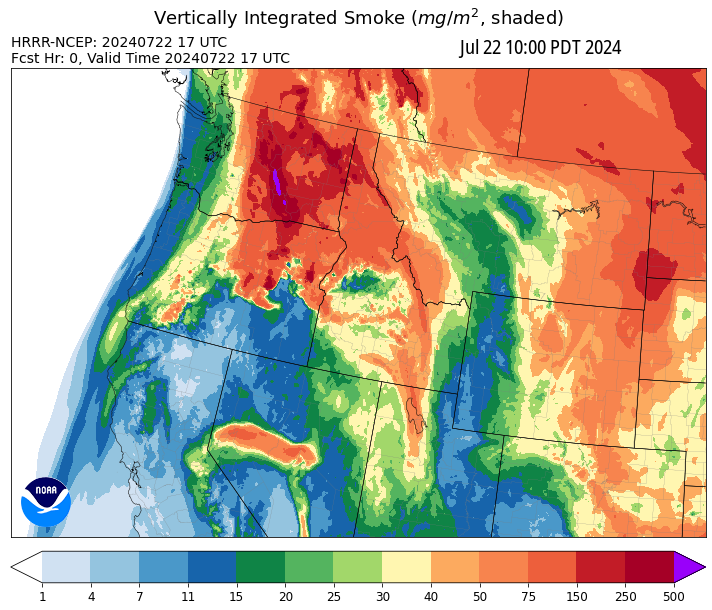 Vertically Integrated Smoke (mg/m², shaded)
HRRR-NCEP: 20240722 17 UTC
Jul 22 10:00 PDT 2024
Fcst Hr: 0, Valid Time 20240722 17 UTC
NOAA
1 4 7 11 15 20 25 30 40 50 75 150 250 500